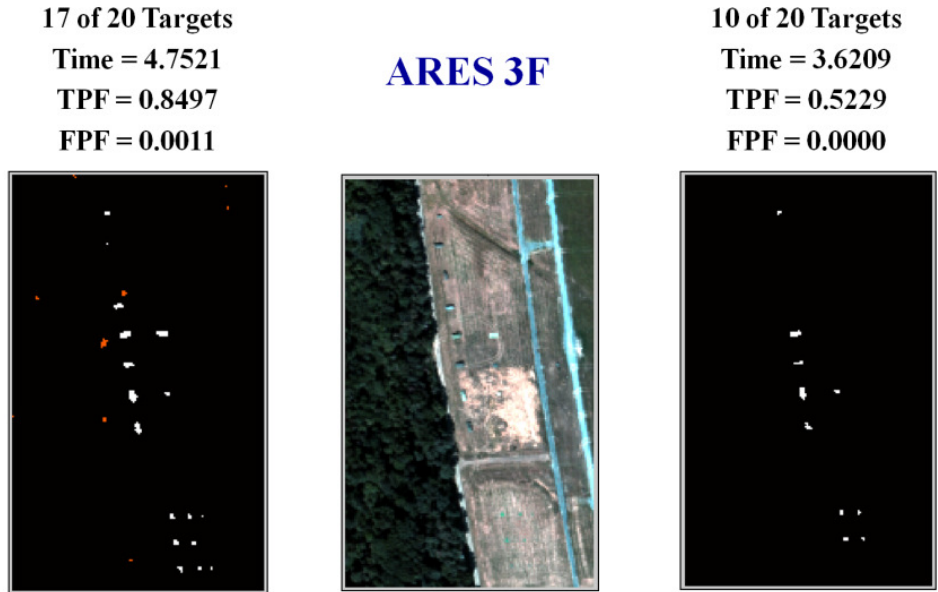 17 of 20 Targets
Time = 4.7521
TPF = 0.8497
FPF = 0.0011
ARES 3F
10 of 20 Targets
Time = 3.6209
TPF = 0.5229
FPF = 0.0000